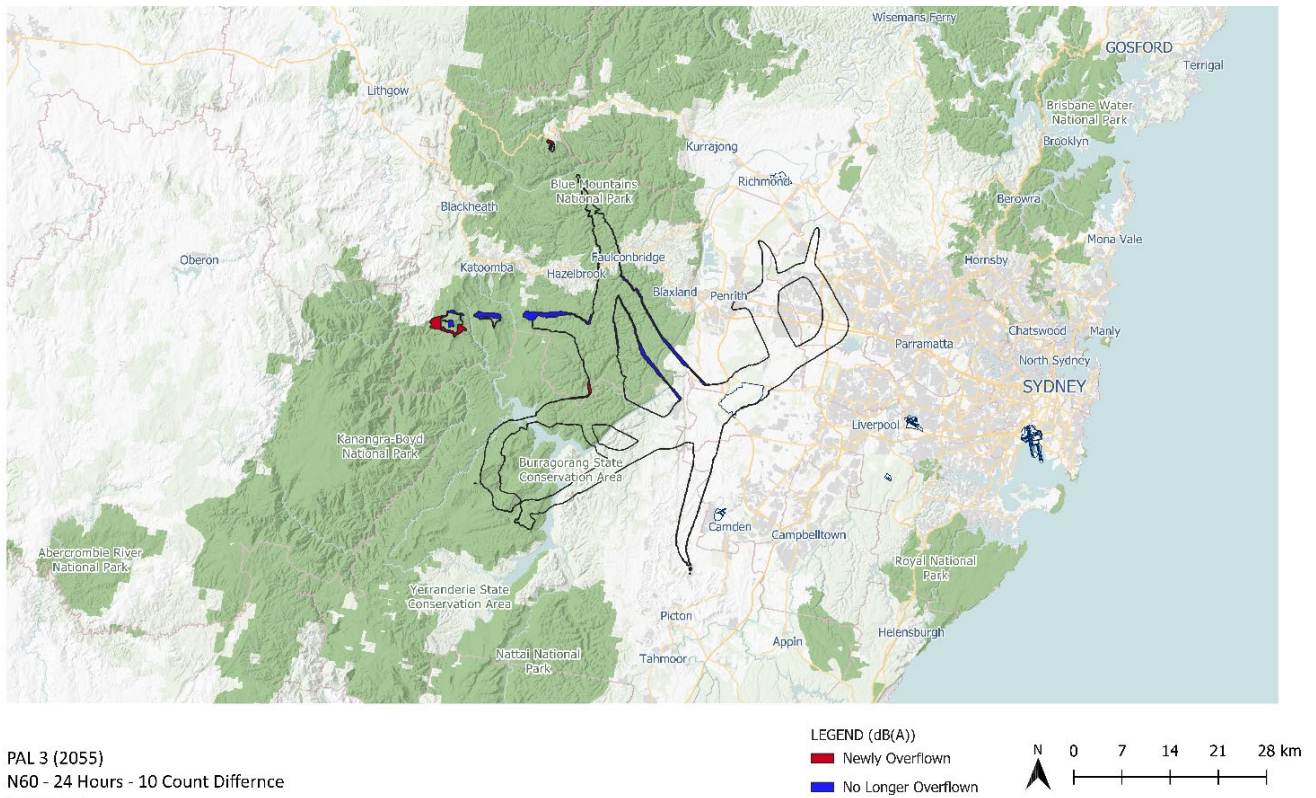 Wisemans Ferry
GOSFORD
Terrigal
Lithgow
Brisbane Water
National Park
Kurrajong
Brooklyn
Richmond
Blue Mountains
National Park
Blackheath
Berowra
Mona Vale
Oberon
Faulconbridge
Hornsby
Katoomba
Hazelbrook
Blaxland
Penrith
Chatswood
Manly
Parramatta
North Sydney
SYDNEY
Liverpool
Kanangra-Boyd
National Park
Burragorang State
Conservation Area
Camden
Campbelltown
Abercrombie River
National Park
Royal National
Park
Yerranderie State
Conservation Area
Picton
Appin
Helensburgh
Nattai National
Park
Tahmoor
PAL 3 (2055)
N60 - 24 Hours - 10 Count Differnce
LEGEND (dB(A))
Newly Overflown
No Longer Overflown
N
0 7 14 21 28 km